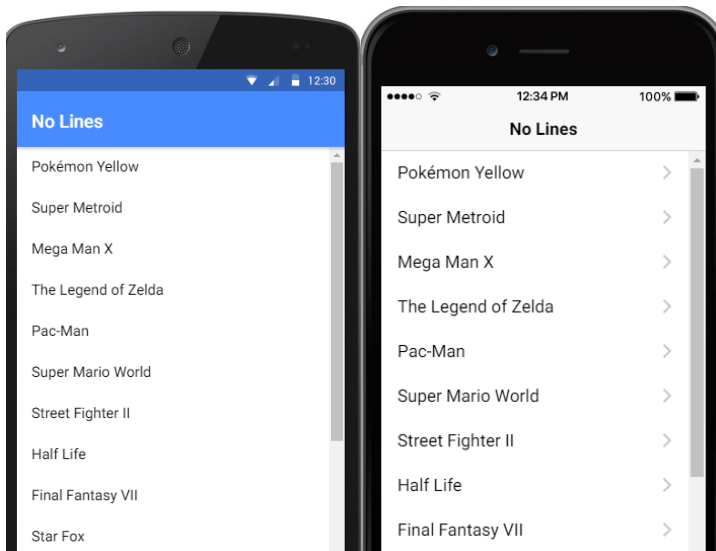 12:30
No Lines
Pokémon Yellow
Super Metroid
Mega Man X
The Legend of Zelda
Pac-Man
Super Mario World
Street Fighter II
Half Life
Final Fantasy VII
Star Fox
12:34 PM
100%
No Lines
Pokémon Yellow
Super Metroid
Mega Man X
The Legend of Zelda
Pac-Man
Super Mario World
Street Fighter II
Half Life
Final Fantasy VII